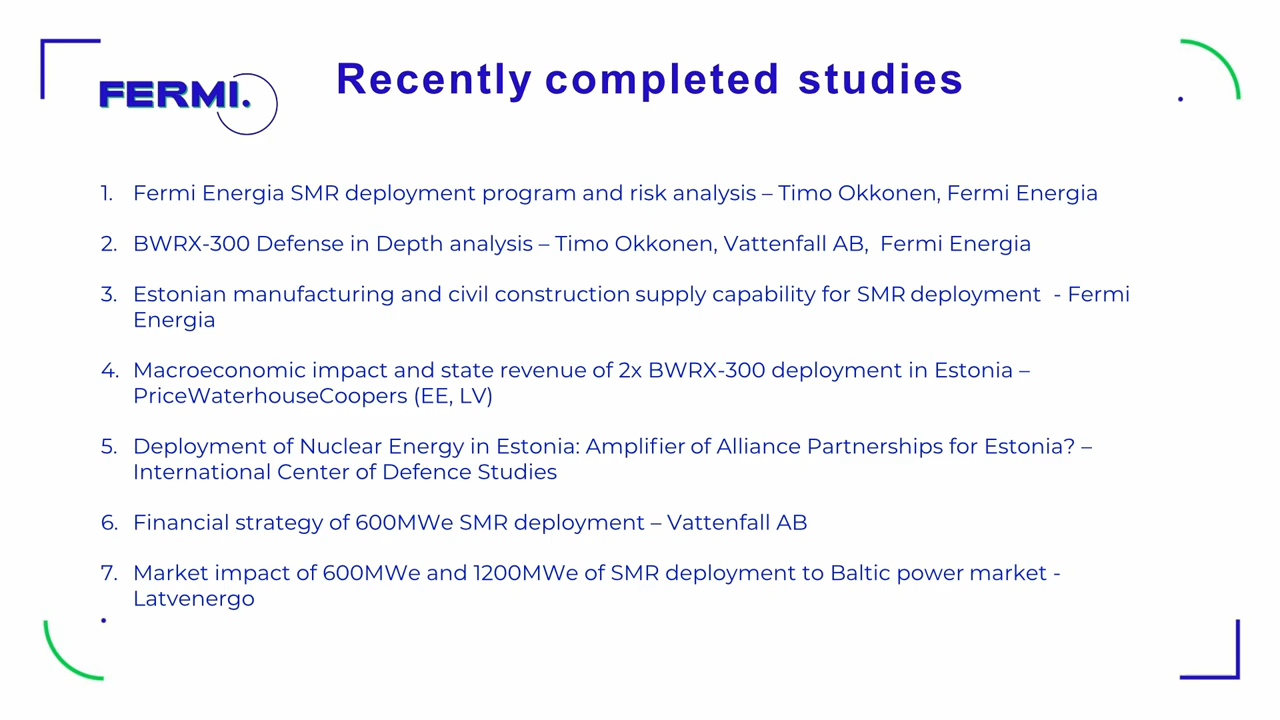 FERMI.
Recently completed studies
1. Fermi Energia SMR deployment program and risk analysis – Timo Okkonen, Fermi Energia
2. BWRX-300 Defense in Depth analysis – Timo Okkonen, Vattenfall AB, Fermi Energia
3. Estonian manufacturing and civil construction supply capability for SMR deployment - Fermi
Energia
4. Macroeconomic impact and state revenue of 2x BWRX-300 deployment in Estonia –
PriceWaterhouseCoopers (EE, LV)
5. Deployment of Nuclear Energy in Estonia: Amplifier of Alliance Partnerships for Estonia? –
International Center of Defence Studies
6. Financial strategy of 600MWe SMR deployment – Vattenfall AB
7. Market impact of 600MWe and 1200MWe of SMR deployment to Baltic power market -
Latvenergo